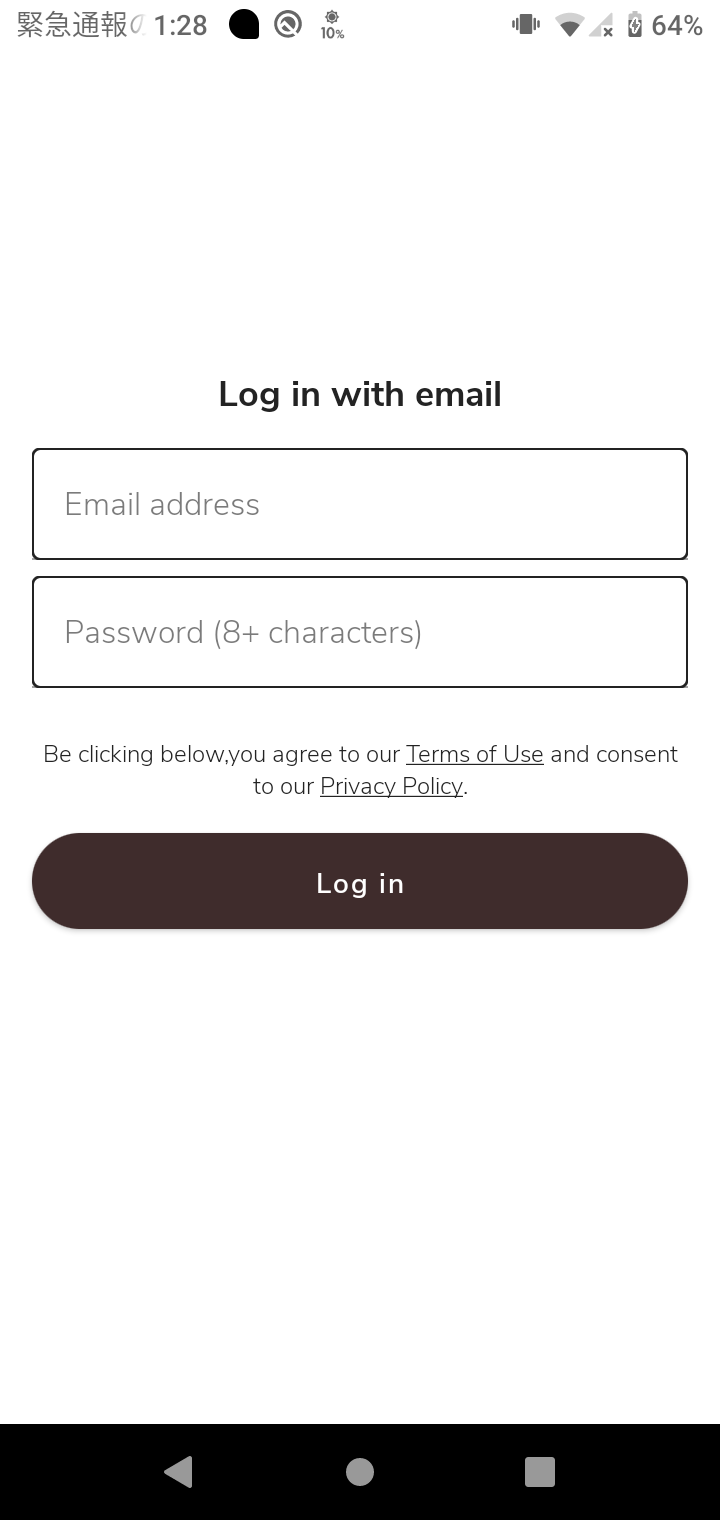 緊急通報 1:28 10% 64%
Log in with email
Email address
Password (8+ characters)
Be clicking below,you agree to our Terms of Use and consent
to our Privacy Policy.
Log in